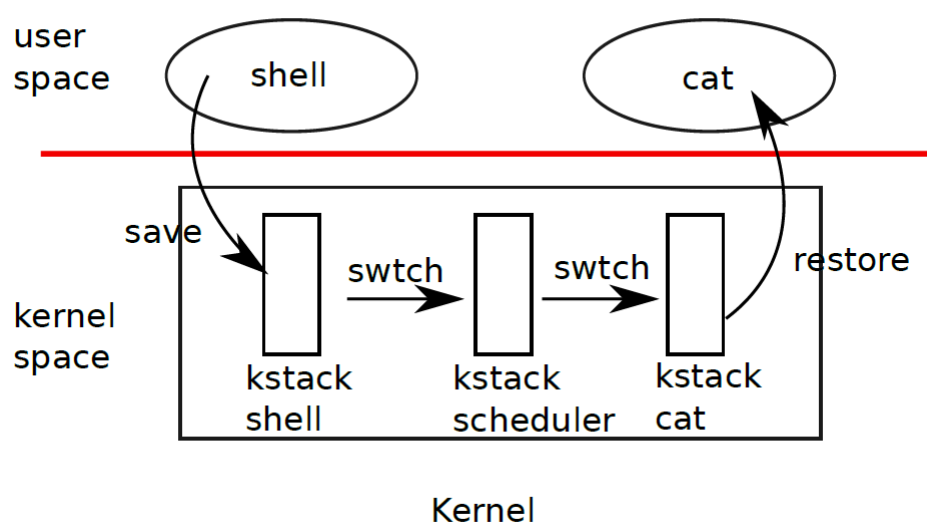 user
space
shell
cat
save
swtch
swtch
restore
kernel
space
kstack
shell
kstack
scheduler
kstack
cat
Kernel